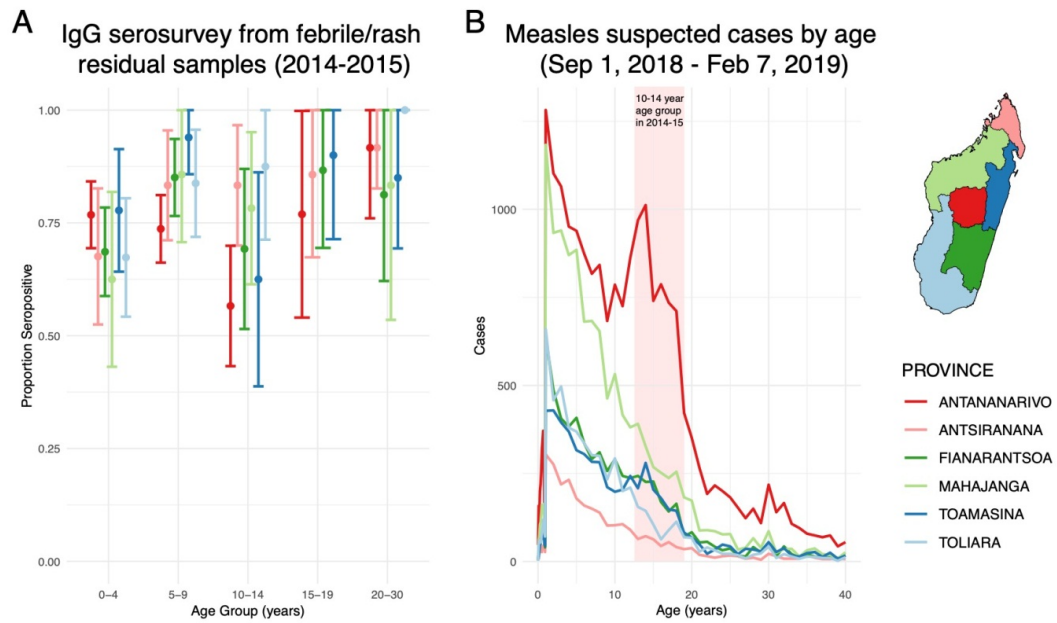 A
IgG serosurvey from febrile/rash
residual samples (2014-2015)
Proportion Seropositive
1.00
0.75
0.50
0.25
0.00
0–4
5–9
10–14
15–19
20–30
Age Group (years)
B
Measles suspected cases by age
(Sep 1, 2018 - Feb 7, 2019)
10-14 year
age group
in 2014-15
Cases
1000
500
0
0
10
20
30
40
Age (years)
PROVINCE
ANTANANARIVO
ANTSIRANANA
FIANARANTSOA
MAHAJANGA
TOAMASINA
TOLIARA